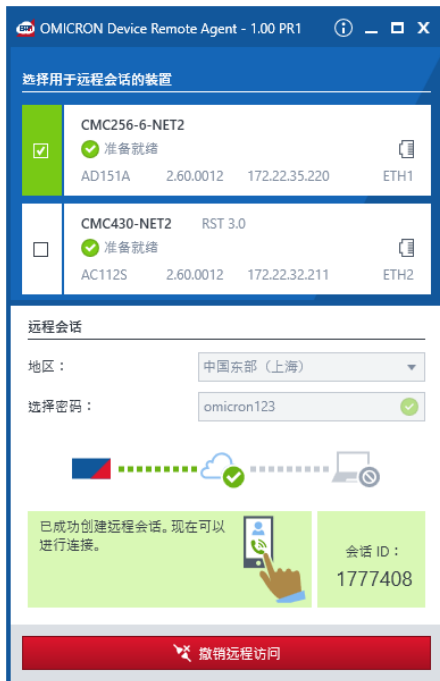 OMICRON Device Remote Agent - 1.00 PR1
选择用于远程会话的装置
CMC256-6-NET2
准备就绪
AD151A 2.60.0012 172.22.35.220 ETH1
CMC430-NET2 RST 3.0
准备就绪
AC112S 2.60.0012 172.22.32.211 ETH2
远程会话
地区：
中国东部（上海）
选择密码：
omicron123
已成功创建远程会话。现在可以
进行连接。
会话 ID：
1777408
撤销远程访问